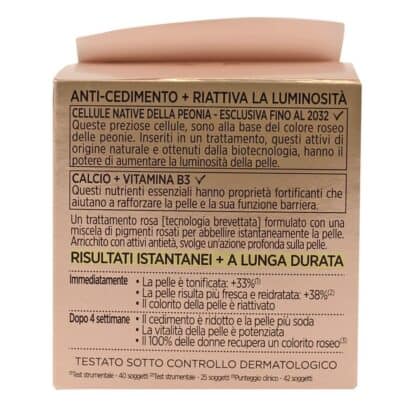 ANTI-CEDIMENTO + RIATTIVA LA LUMINOSITÀ
CELLULE NATIVE DELLA PEONIA - ESCLUSIVA FINO AL 2032 ✓
Queste preziose cellule, sono alla base del colore roseo
delle peonie. Inseriti in un trattamento, questi attivi di
origine naturale e ottenuti dalla biotecnologia, hanno il
potere di aumentare la luminosità della pelle.
CALCIO + VITAMINA B3 ✓
Questi nutrienti essenziali hanno proprietà fortificanti che
aiutano a rafforzare la pelle e la sua funzione barriera.
Un trattamento rosa [tecnologia brevettata] formulato con una
miscela di pigmenti rosati per abbellire istantaneamente la pelle.
Arricchito con attivi antietà, svolge un'azione profonda sulla pelle.
RISULTATI ISTANTANEI + A LUNGA DURATA
Immediatamente • La pelle è tonificata: +33%(1)
• La pelle risulta più fresca e reidratata: +38%(2)
• Il colorito della pelle è riattivato
Dopo 4 settimane • Il cedimento è ridotto e la pelle più soda
• La vitalità della pelle è potenziata
• Il 100% delle donne recupera un colorito roseo(3)
TESTATO SOTTO CONTROLLO DERMATOLOGICO
(1)Test strumentale - 40 soggetti (2)Test strumentale - 25 soggetti (3)Punteggio clinico - 42 soggetti